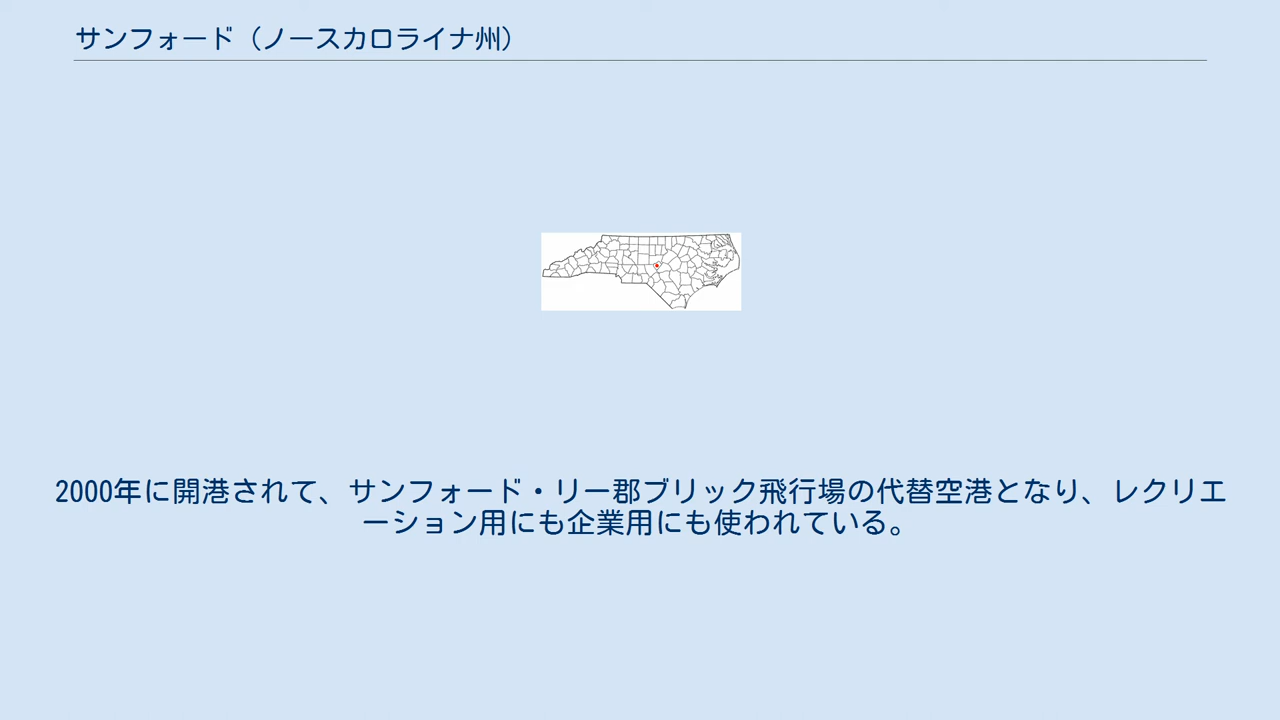 サンフォード（ノースカロライナ州）
2000年に開港されて、サンフォード・リー郡ブリック飛行場の代替空港となり、レクリエ
ーション用にも企業用にも使われている。